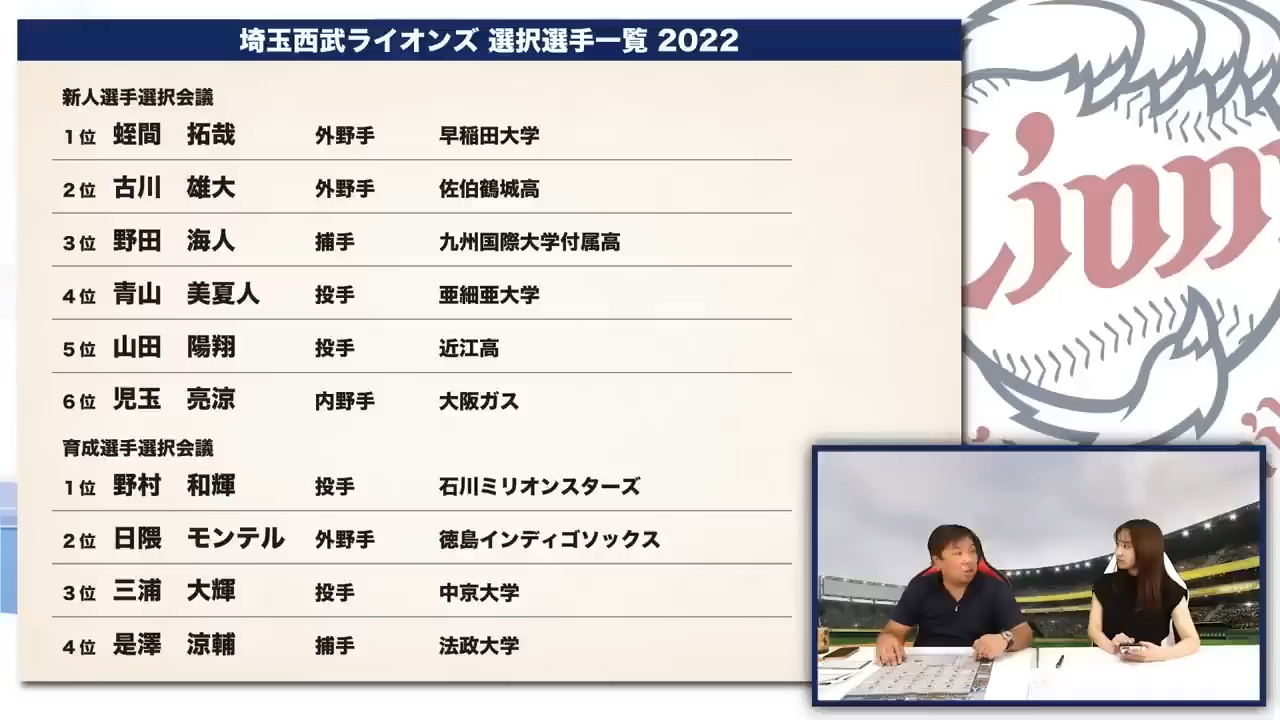 埼玉西武ライオンズ 選択選手一覧 2022
新人選手選択会議
1位 蛭間 拓哉 外野手 早稲田大学
2位 古川 雄大 外野手 佐伯鶴城高
3位 野田 海人 捕手 九州国際大学付属高
4位 青山 美夏人 投手 亜細亜大学
5位 山田 陽翔 投手 近江高
6位 児玉 亮涼 内野手 大阪ガス
育成選手選択会議
1位 野村 和輝 投手 石川ミリオンスターズ
2位 日隈 モンテル 外野手 徳島インディゴソックス
3位 三浦 大輝 投手 中京大学
4位 是澤 涼輔 捕手 法政大学
Lions